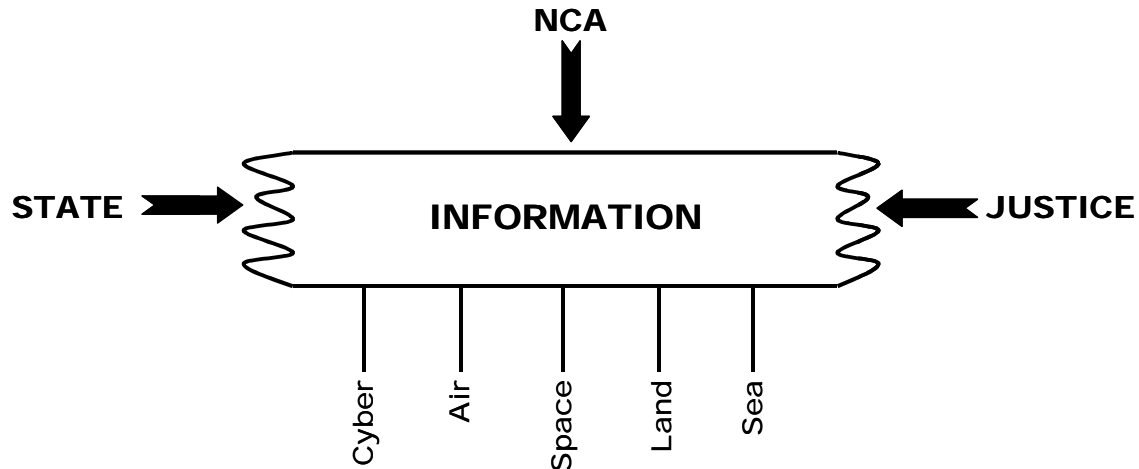 NCA
STATE
INFORMATION
JUSTICE
Cyber
Air
Space
Land
Sea